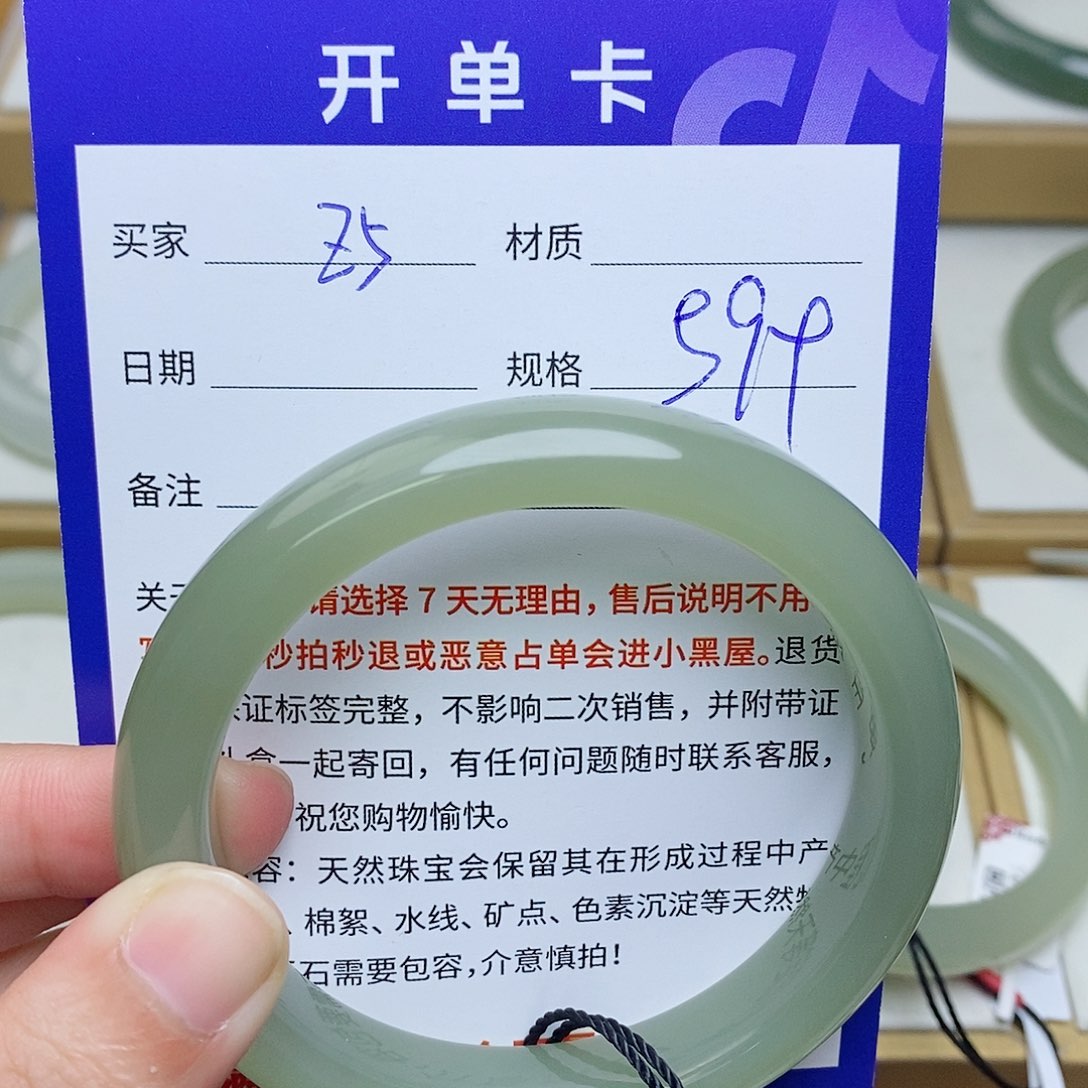 开单卡
买家 Z5 材质
日期 规格 594
备注
请选择 7 天无理由，售后说明不用
秒拍秒退或恶意占单会进小黑屋。退货
证标签完整，不影响二次销售，并附带证
一起寄回，有任何问题随时联系客服，
祝您购物愉快。
容：天然珠宝会保留其在形成过程中产
、棉絮、水线、矿点、色素沉淀等天然
石需要包容，介意慎拍！